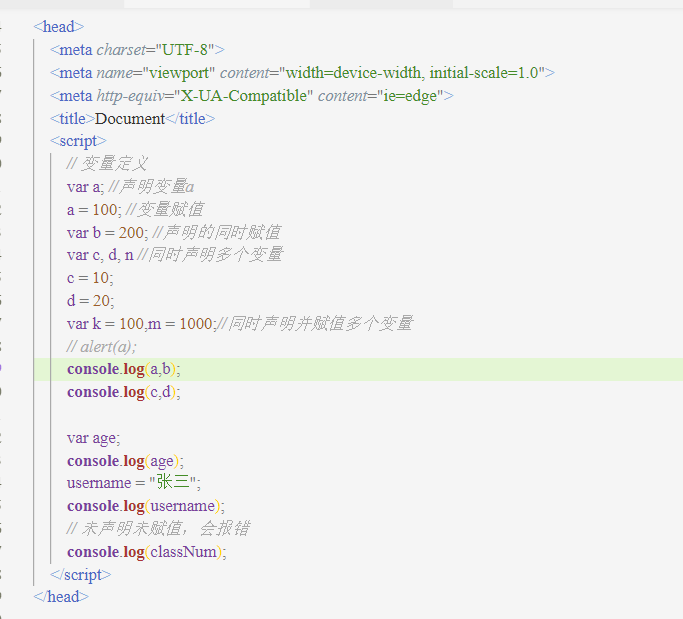 <head>
<meta charset="UTF-8">
<meta name="viewport" content="width=device-width, initial-scale=1.0">
<meta http-equiv="X-UA-Compatible" content="ie=edge">
<title>Document</title>
<script>
// 变量定义
var a; //声明变量a
a = 100; //变量赋值
var b = 200; //声明的同时赋值
var c, d, n //同时声明多个变量
c = 10;
d = 20;
var k = 100,m = 1000;//同时声明并赋值多个变量
// alert(a);
console.log(a,b);
console.log(c,d);
var age;
console.log(age);
username = "张三";
console.log(username);
// 未声明未赋值，会报错
console.log(classNum);
</script>
</head>